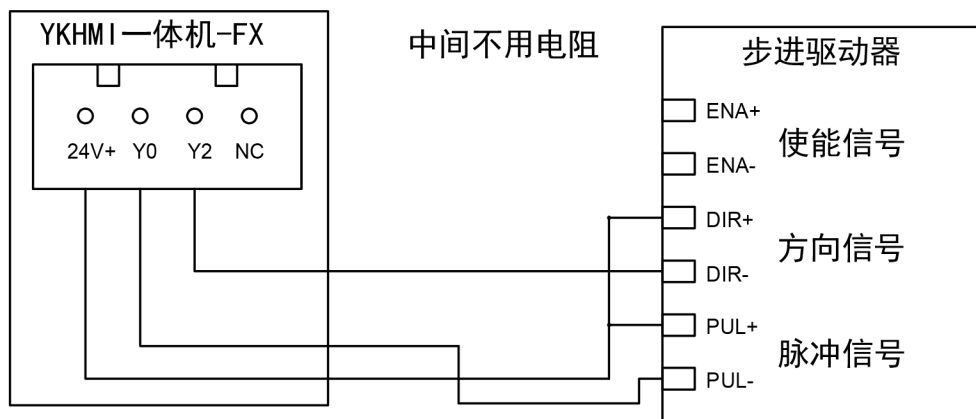 YKHMI一体机-FX
中间不用电阻
步进驱动器
24V+ Y0 Y2 NC
ENA+
使能信号
ENA-
DIR+
方向信号
DIR-
PUL+
脉冲信号
PUL-